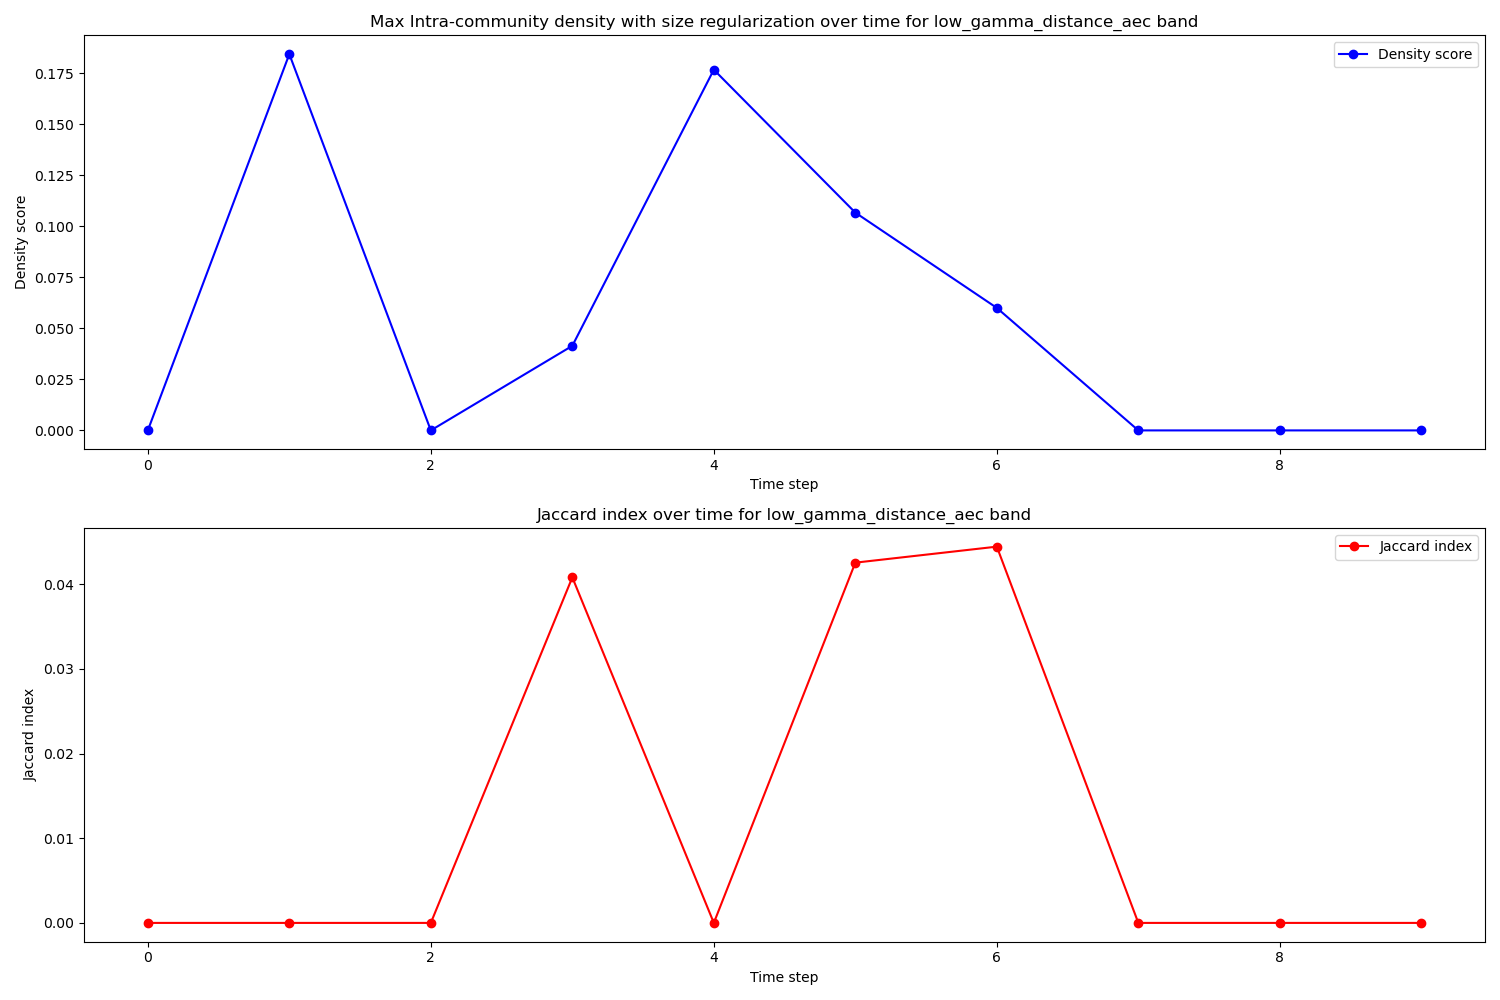 Max Intra-community density with size regularization over time for low_gamma_distance_aec band
Density score
0.175
0.150
0.125
0.100
0.075
0.050
0.025
0.000
Density score
0
2
4
6
8
Time step
Jaccard index over time for low_gamma_distance_aec band
Jaccard index
0.04
0.03
0.02
0.01
0.00
Jaccard index
0
2
4
6
8
Time step